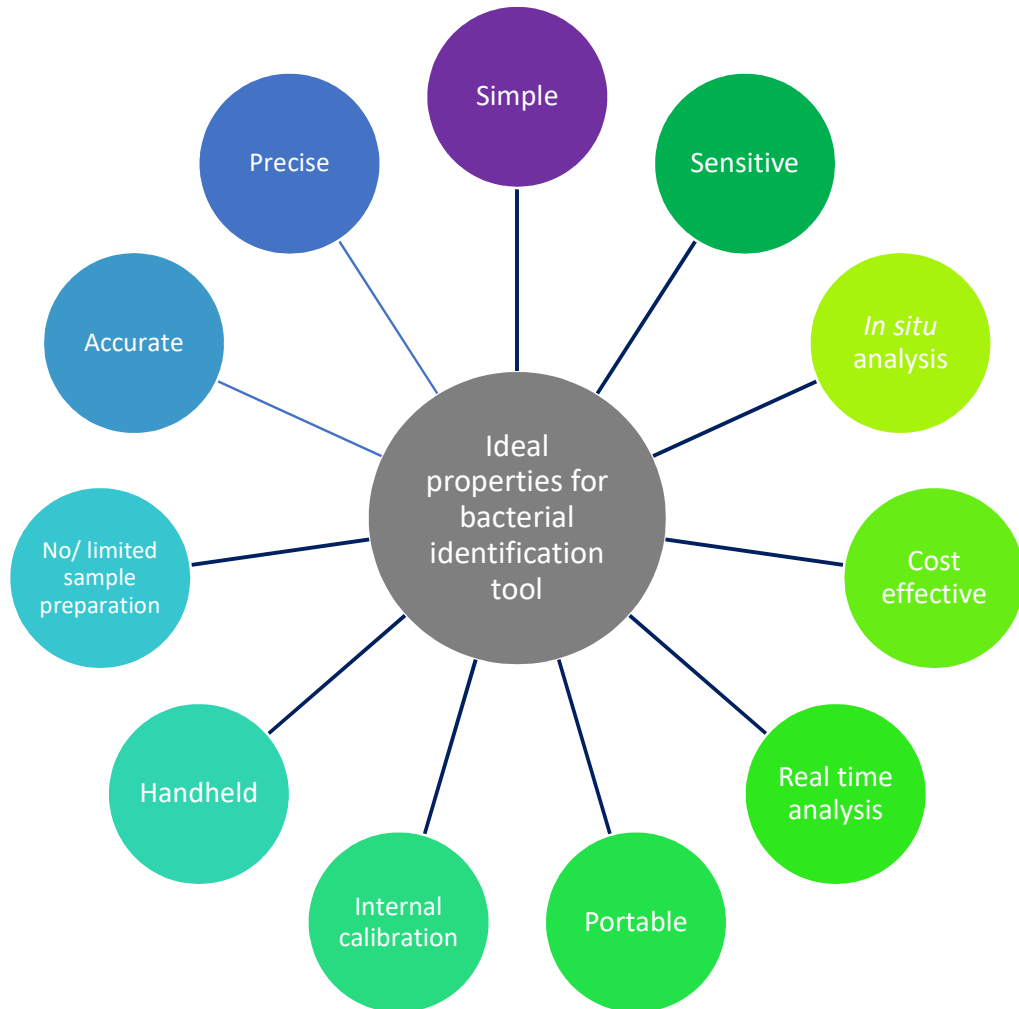 Simple
Sensitive
In situ
analysis
Cost
effective
Real time
analysis
Portable
Internal
calibration
Handheld
No/ limited
sample
preparation
Accurate
Precise
Ideal
properties for
bacterial
identification
tool